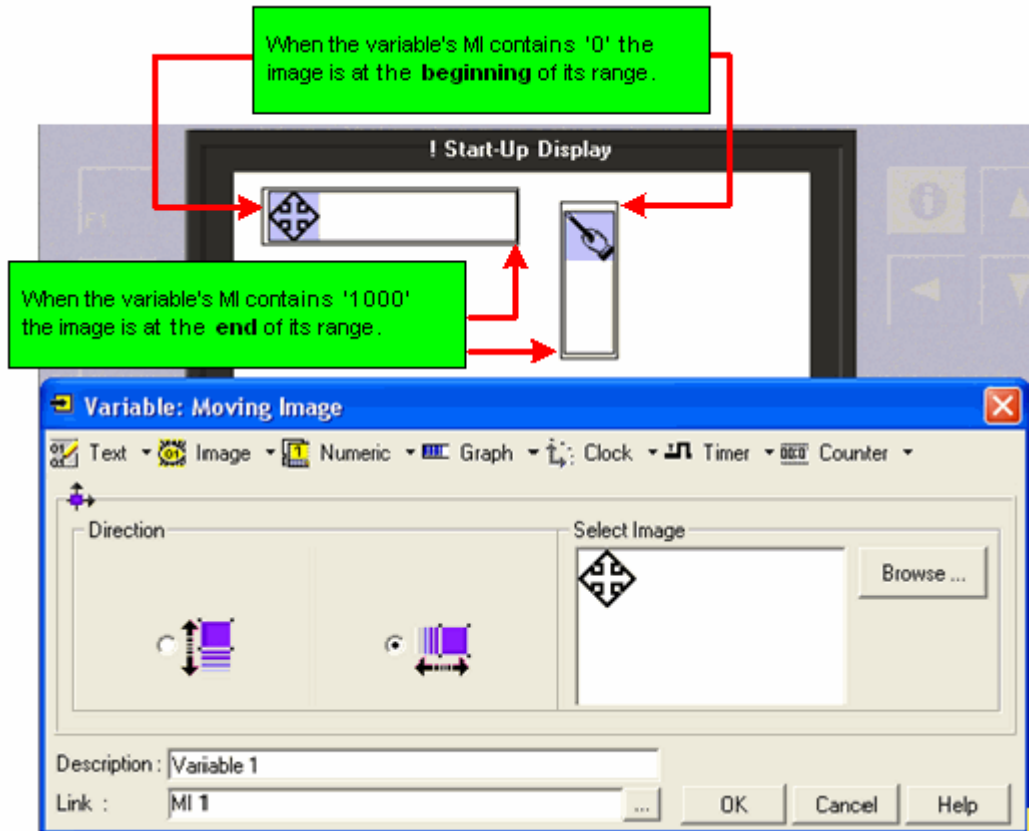 When the variable's MI contains '0' the
image is at the beginning of its range.
! Start-Up Display
F1
When the variable's MI contains '1000'
the image is at the end of its range.
Variable: Moving Image
Text Image Numeric Graph Clock Timer Counter
Direction
Select Image
Browse ...
Description : Variable 1
Link : MI 1 ... OK Cancel Help